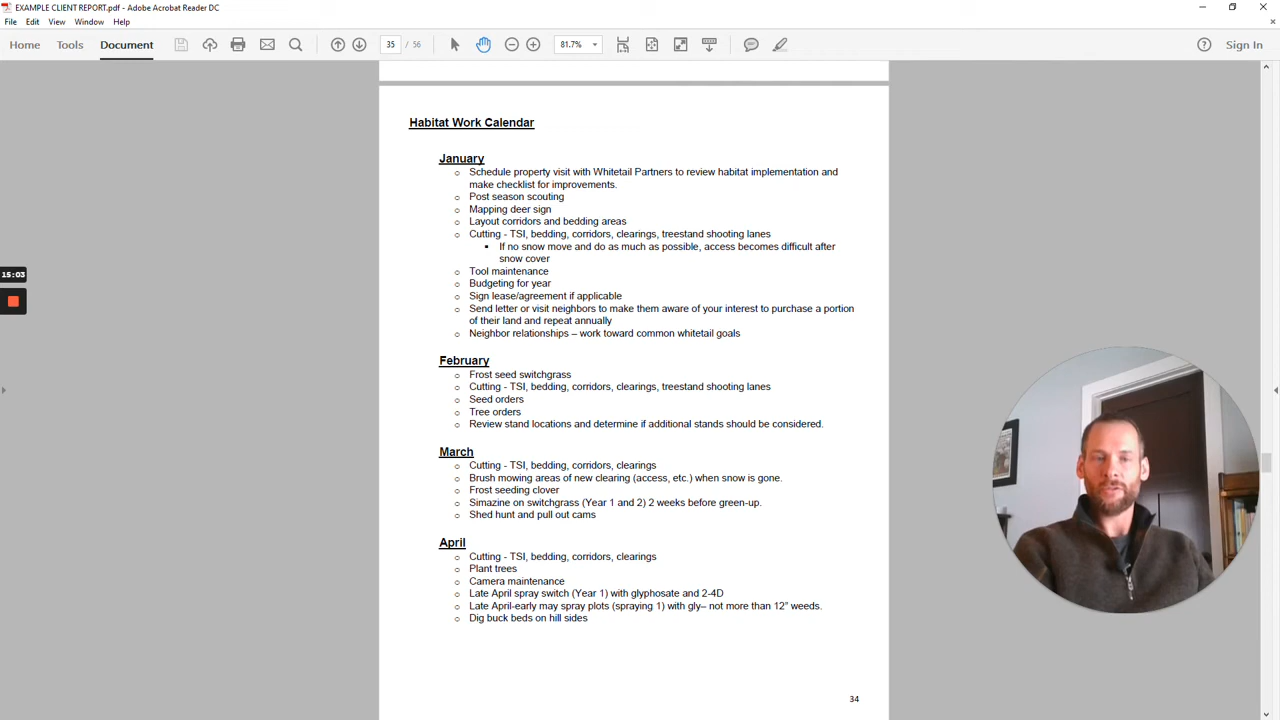 EXAMPLE CLIENT REPORT.pdf - Adobe Acrobat Reader DC
File Edit View Window Help
Home Tools Document 35 / 56 81.7% Sign In
Habitat Work Calendar
January
o Schedule property visit with Whitetail Partners to review habitat implementation and
make checklist for improvements.
o Post season scouting
o Mapping deer sign
o Layout corridors and bedding areas
o Cutting - TSI, bedding, corridors, clearings, treestand shooting lanes
▪ If no snow move and do as much as possible, access becomes difficult after
snow cover
15:03
o Tool maintenance
o Budgeting for year
o Sign lease/agreement if applicable
o Send letter or visit neighbors to make them aware of your interest to purchase a portion
of their land and repeat annually
o Neighbor relationships – work toward common whitetail goals
February
o Frost seed switchgrass
o Cutting - TSI, bedding, corridors, clearings, treestand shooting lanes
o Seed orders
o Tree orders
o Review stand locations and determine if additional stands should be considered.
March
o Cutting - TSI, bedding, corridors, clearings
o Brush mowing areas of new clearing (access, etc.) when snow is gone.
o Frost seeding clover
o Simazine on switchgrass (Year 1 and 2) 2 weeks before green-up.
o Shed hunt and pull out cams
April
o Cutting - TSI, bedding, corridors, clearings
o Plant trees
o Camera maintenance
o Late April spray switch (Year 1) with glyphosate and 2-4D
o Late April-early may spray plots (spraying 1) with gly– not more than 12” weeds.
o Dig buck beds on hill sides
34